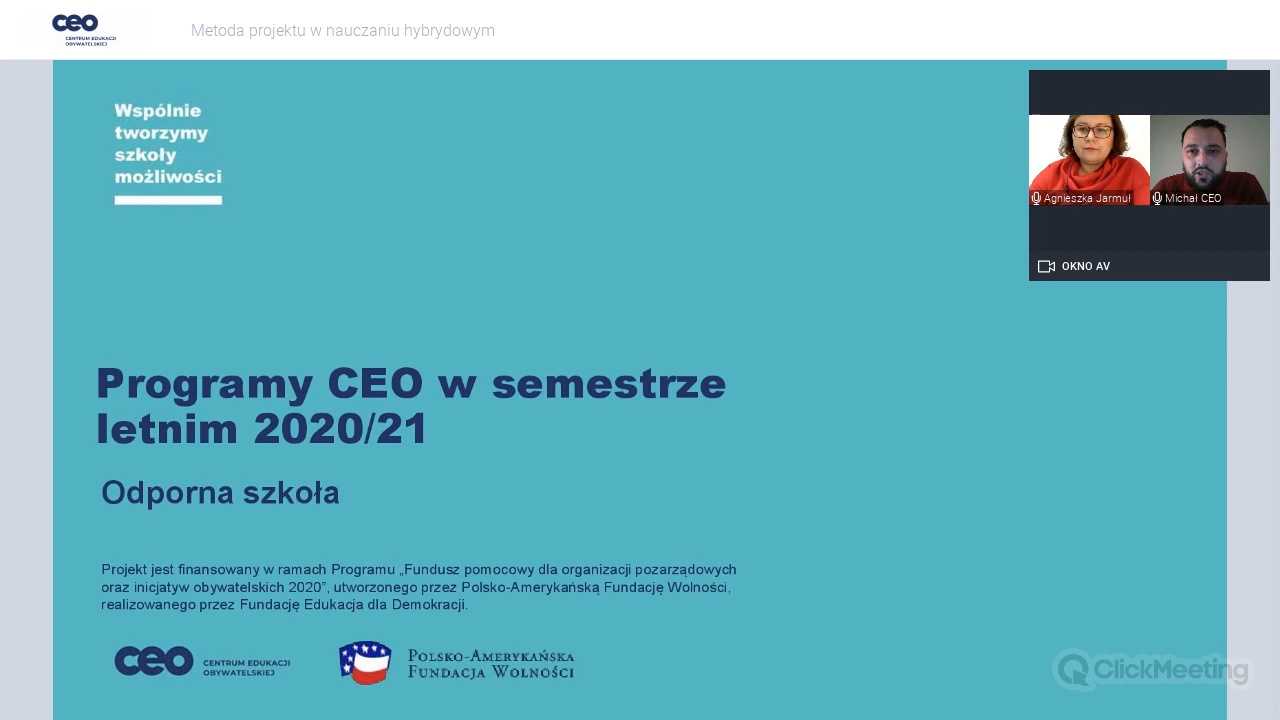 ceo
CENTRUM EDUKACJI
OBYWATELSKIEJ
Metoda projektu w nauczaniu hybrydowym
Wspólnie
tworzymy
szkoły
możliwości
Agnieszka Jarmuł
Michał CEO
OKNO AV
Programy CEO w semestrze
letnim 2020/21
Odporna szkoła
Projekt jest finansowany w ramach Programu „Fundusz pomocowy dla organizacji pozarządowych
oraz inicjatyw obywatelskich 2020”, utworzonego przez Polsko-Amerykańską Fundację Wolności,
realizowanego przez Fundację Edukacja dla Demokracji.
ceo
CENTRUM EDUKACJI
OBYWATELSKIEJ
POLSKO-AMERYKAŃSKA
FUNDACJA WOLNOŚCI
ClickMeeting